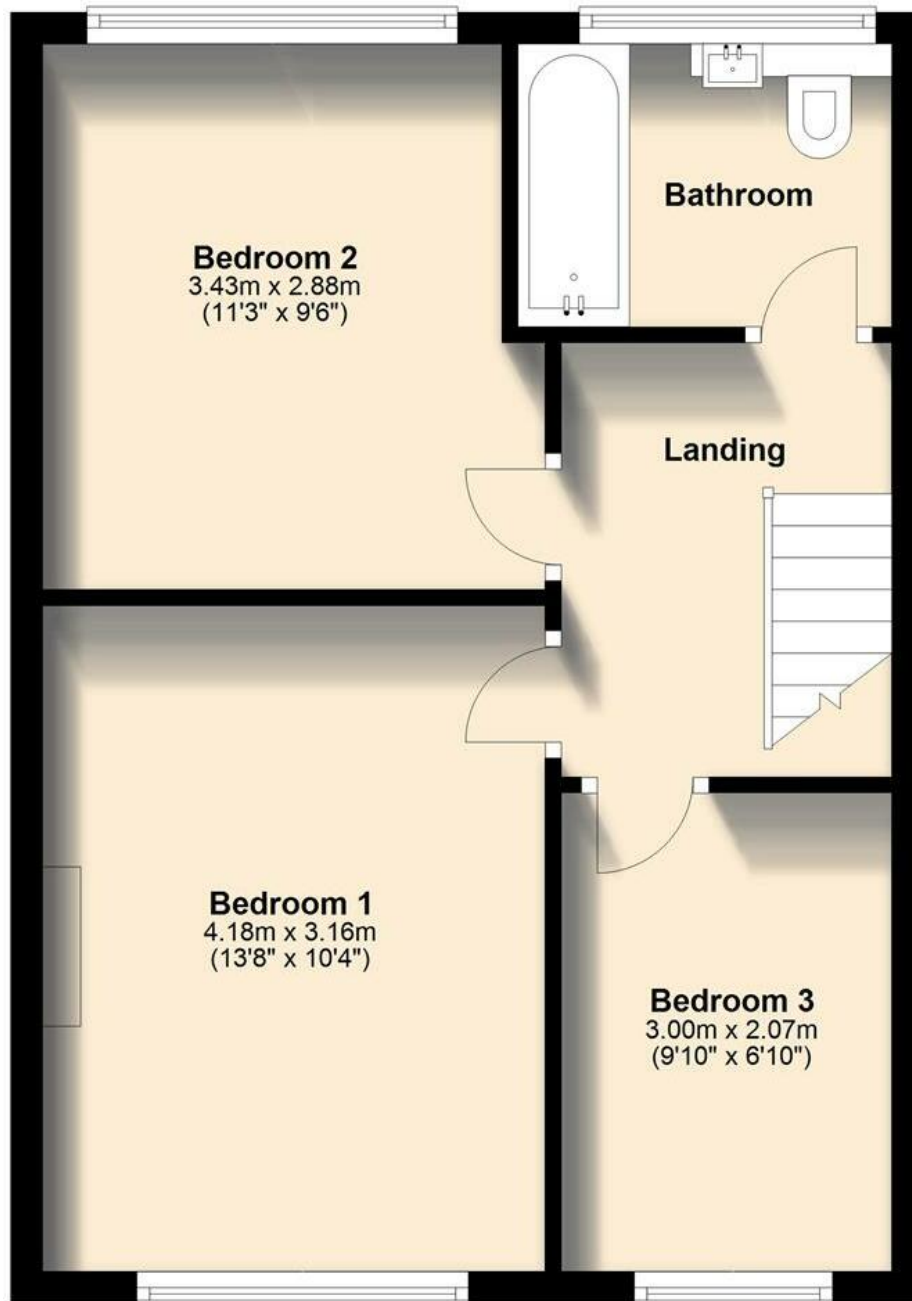 Bathroom
Bedroom 2
3.43m x 2.88m
(11'3" x 9'6")
Landing
Bedroom 1
4.18m x 3.16m
(13'8" x 10'4")
Bedroom 3
3.00m x 2.07m
(9'10" x 6'10")